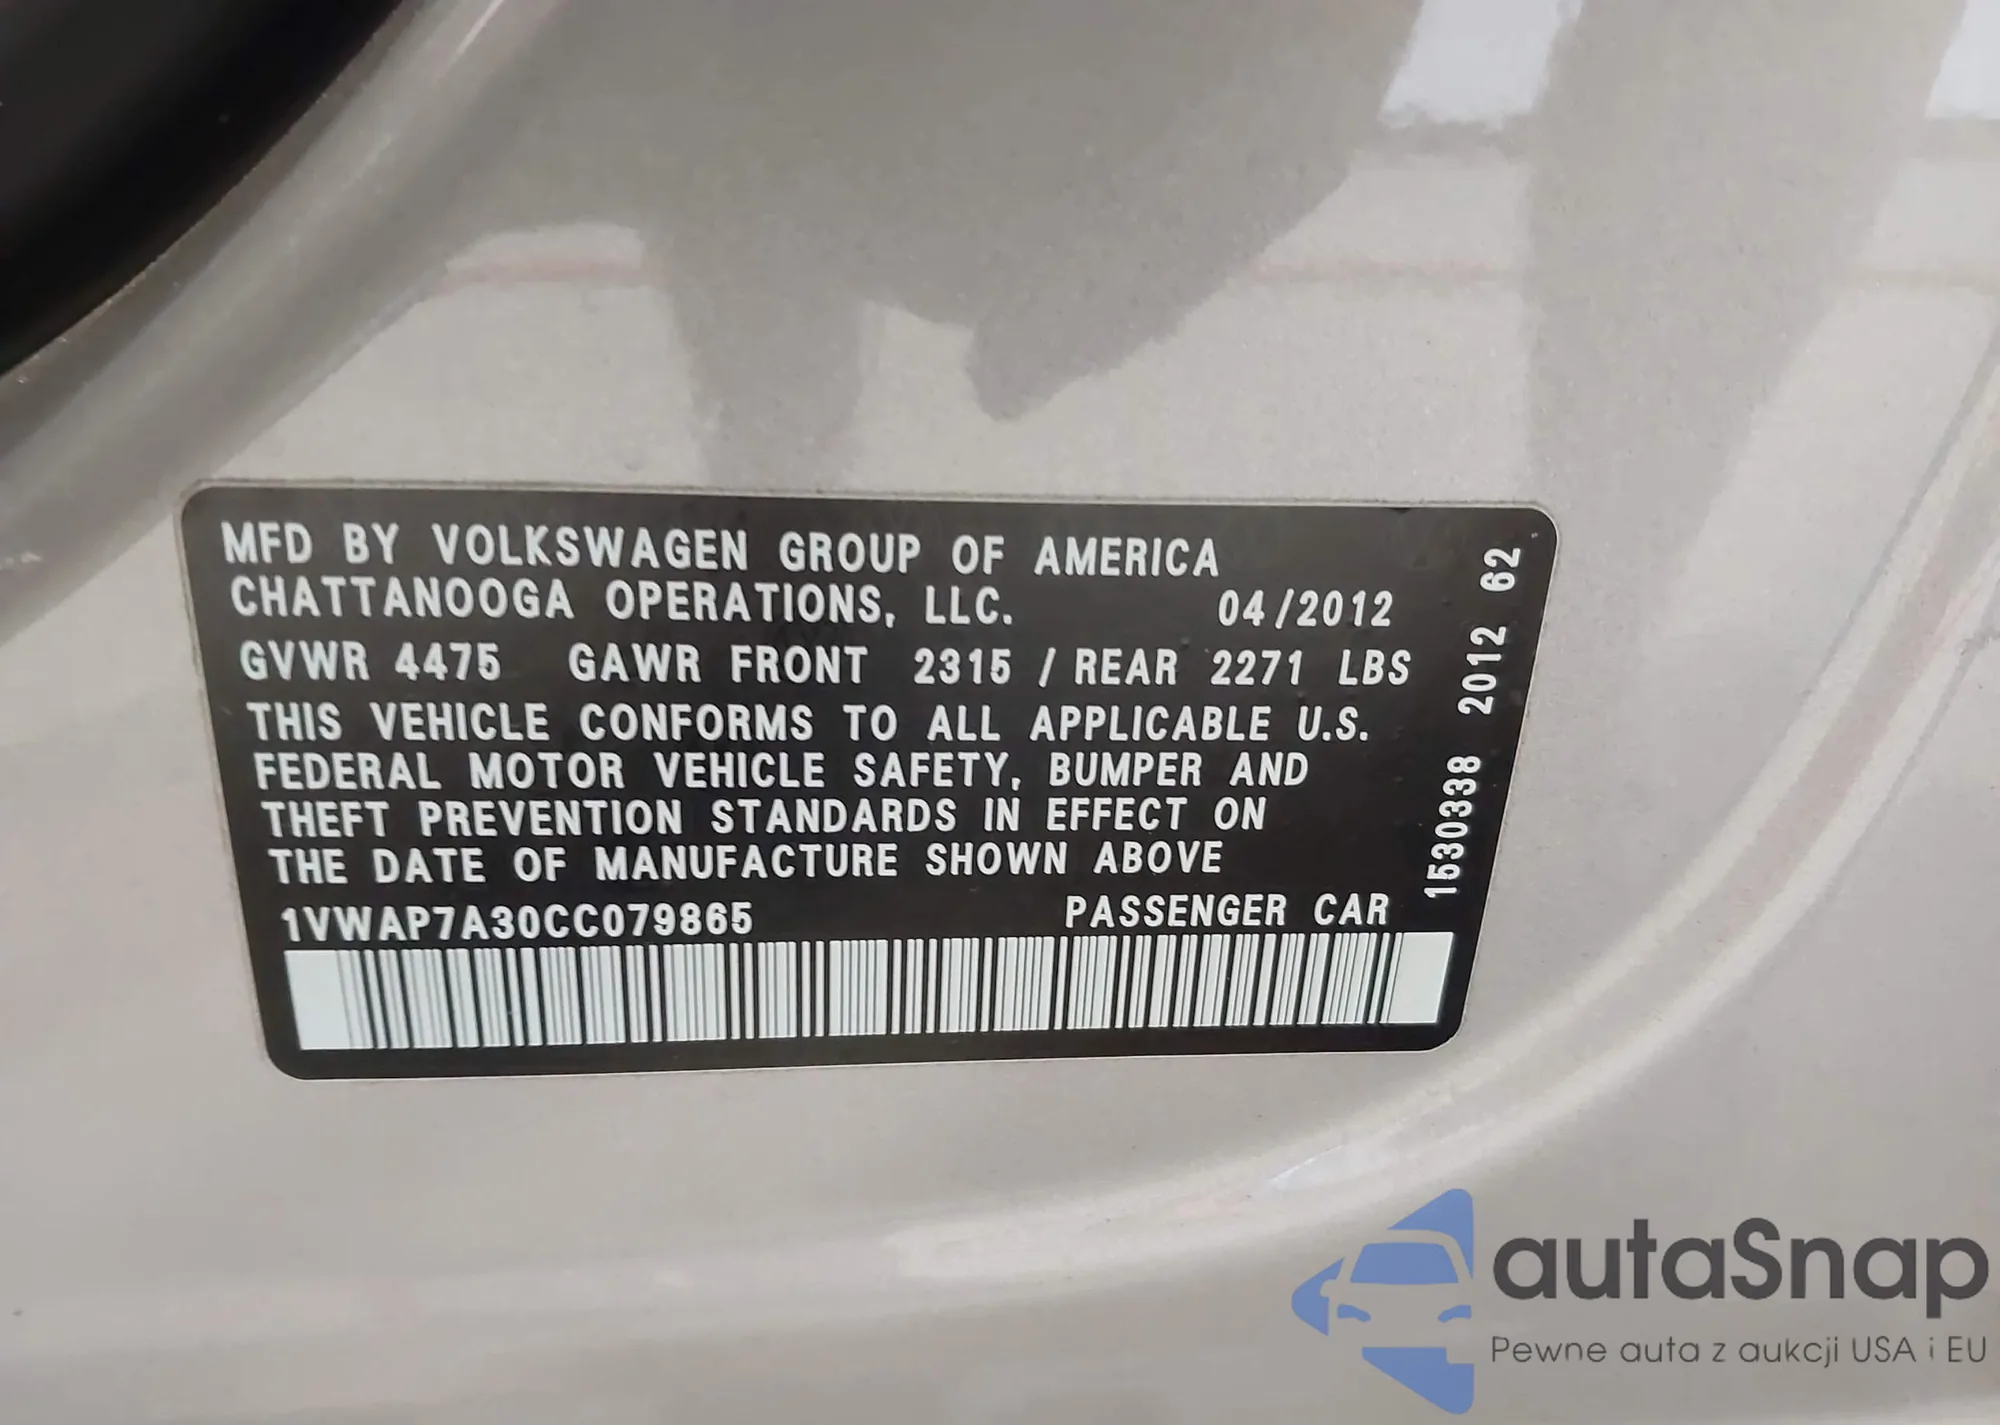 MFD BY VOLKSWAGEN GROUP OF AMERICA
CHATTANOOGA OPERATIONS, LLC. 04/2012
GVWR 4475 GAWR FRONT 2315 / REAR 2271 LBS
THIS VEHICLE CONFORMS TO ALL APPLICABLE U.S.
FEDERAL MOTOR VEHICLE SAFETY, BUMPER AND
THEFT PREVENTION STANDARDS IN EFFECT ON
THE DATE OF MANUFACTURE SHOWN ABOVE
1VWAP7A30CC079865 PASSENGER CAR
1530338 2012 62
autaSnap
Pewne auta z aukcji USA i EU